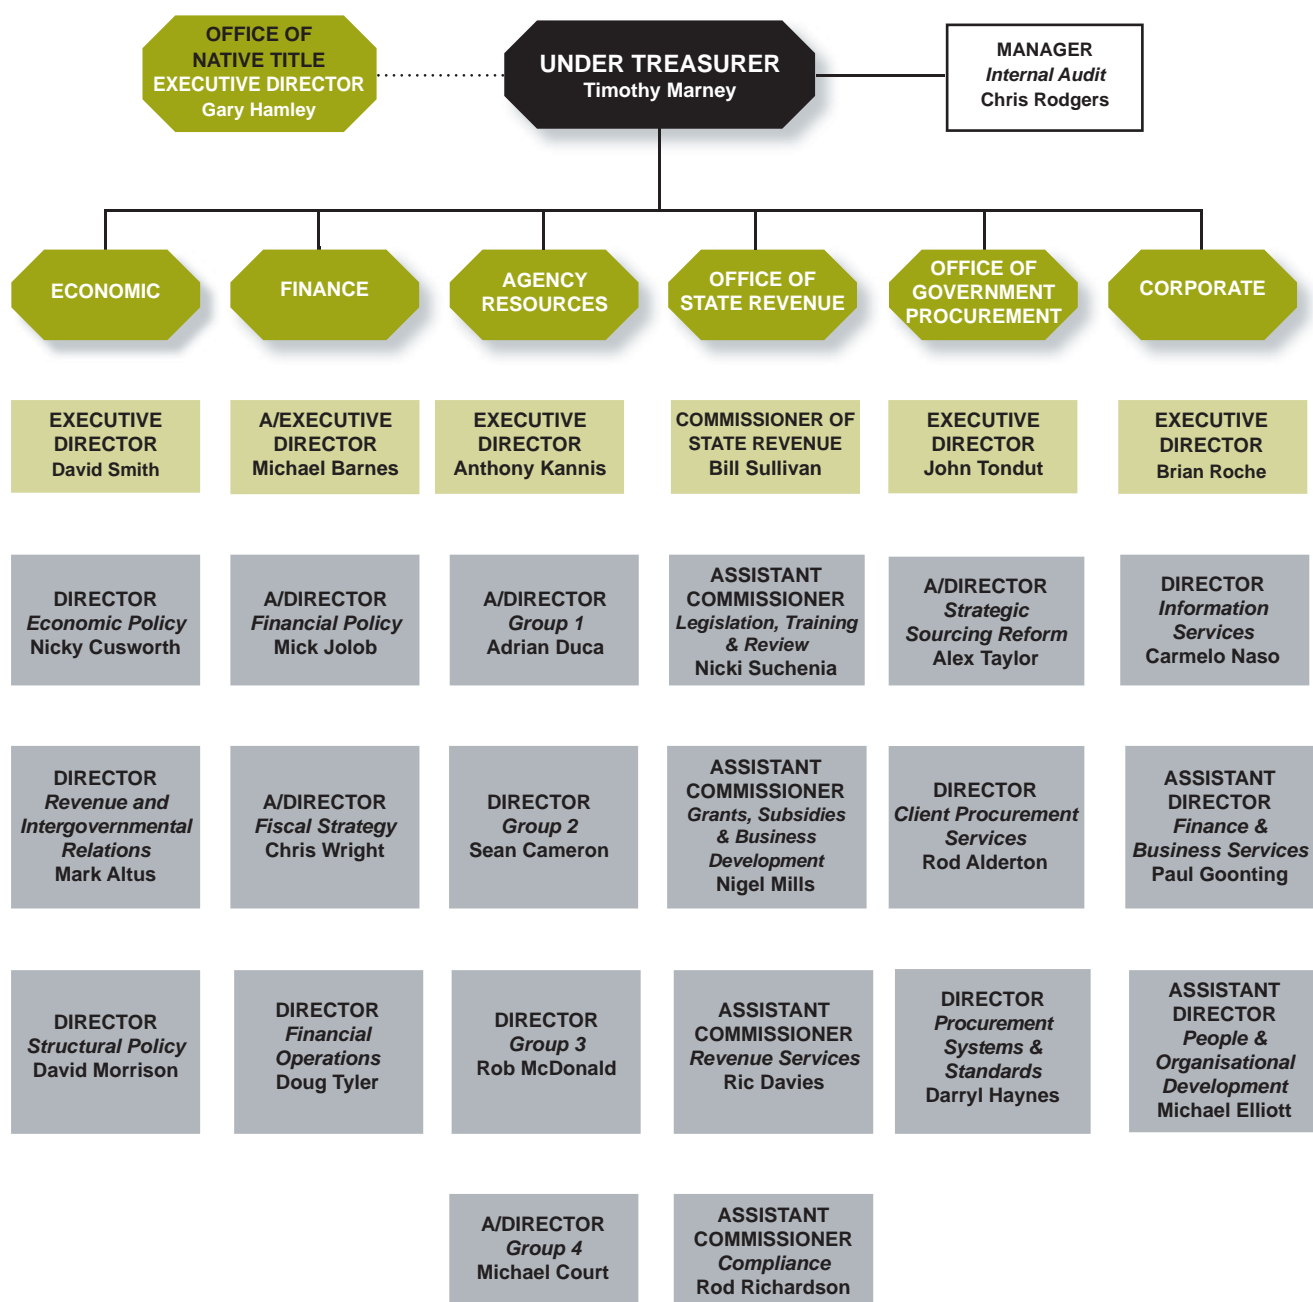 OFFICE OF
NATIVE TITLE
EXECUTIVE DIRECTOR
Gary Hamley
UNDER TREASURER
Timothy Marney
MANAGER
Internal Audit
Chris Rodgers
ECONOMIC
FINANCE
AGENCY
RESOURCES
OFFICE OF
STATE REVENUE
OFFICE OF
GOVERNMENT
PROCUREMENT
CORPORATE
EXECUTIVE
DIRECTOR
David Smith
A/EXECUTIVE
DIRECTOR
Michael Barnes
EXECUTIVE
DIRECTOR
Anthony Kannis
COMMISSIONER OF
STATE REVENUE
Bill Sullivan
EXECUTIVE
DIRECTOR
John Tondut
EXECUTIVE
DIRECTOR
Brian Roche
DIRECTOR
Economic Policy
Nicky Cusworth
A/DIRECTOR
Financial Policy
Mick Jolob
A/DIRECTOR
Group 1
Adrian Duca
ASSISTANT
COMMISSIONER
Legislation, Training
& Review
Nicki Suchenia
A/DIRECTOR
Strategic
Sourcing Reform
Alex Taylor
DIRECTOR
Information
Services
Carmelo Naso
DIRECTOR
Revenue and
Intergovernmental
Relations
Mark Altus
A/DIRECTOR
Fiscal Strategy
Chris Wright
DIRECTOR
Group 2
Sean Cameron
ASSISTANT
COMMISSIONER
Grants, Subsidies
& Business
Development
Nigel Mills
DIRECTOR
Client Procurement
Services
Rod Alderton
ASSISTANT
DIRECTOR
Finance &
Business Services
Paul Goonting
DIRECTOR
Structural Policy
David Morrison
DIRECTOR
Financial
Operations
Doug Tyler
DIRECTOR
Group 3
Rob McDonald
ASSISTANT
COMMISSIONER
Revenue Services
Ric Davies
DIRECTOR
Procurement
Systems &
Standards
Darryl Haynes
ASSISTANT
DIRECTOR
People &
Organisational
Development
Michael Elliott
A/DIRECTOR
Group 4
Michael Court
ASSISTANT
COMMISSIONER
Compliance
Rod Richardson